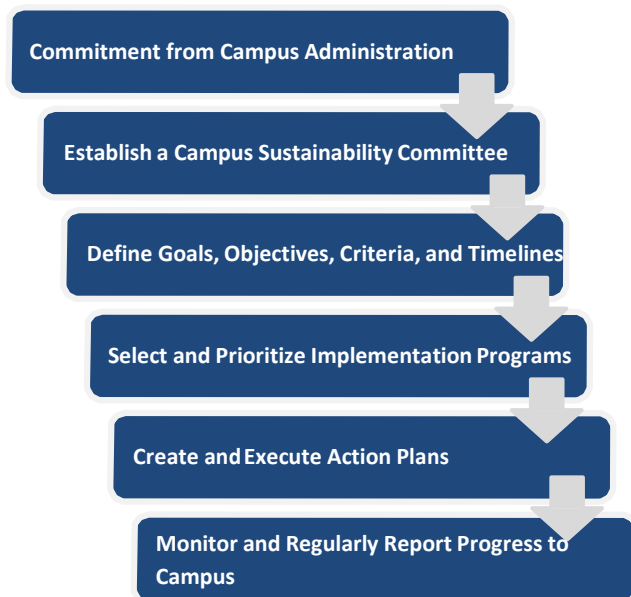 Commitment from Campus Administration
Establish a Campus Sustainability Committee
Define Goals, Objectives, Criteria, and Timelines
Select and Prioritize Implementation Programs
Create and Execute Action Plans
Monitor and Regularly Report Progress to
Campus